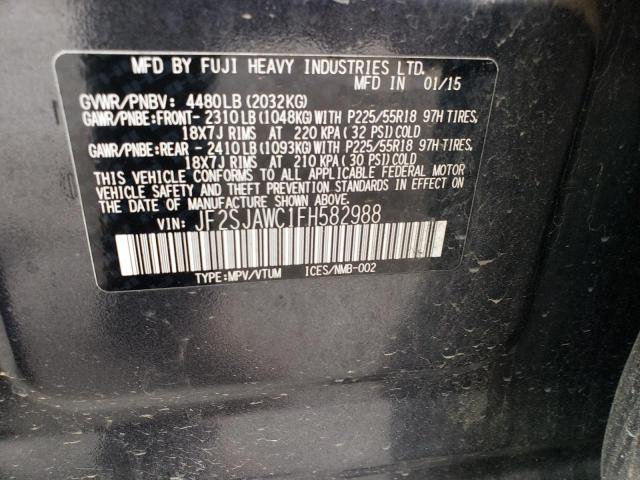 MFD BY FUJI HEAVY INDUSTRIES LTD.
MFD IN 01/15
GVWR/PNBV: 4480LB (2032KG)
GAWR/PNBE:FRONT- 2310LB (1048KG) WITH P225/55R18 97H TIRES,
18X7J RIMS AT 220 KPA (32 PSI) COLD
GAWR/PNBE:REAR - 2410LB (1093KG) WITH P225/55R18 97H TIRES,
18X7J RIMS AT 210 KPA (30 PSI) COLD
THIS VEHICLE CONFORMS TO ALL APPLICABLE FEDERAL MOTOR
VEHICLE SAFETY AND THEFT PREVENTION STANDARDS IN EFFECT ON
THE DATE OF MANUFACTURE SHOWN ABOVE.
VIN: JF2SJAWC1FH582988
TYPE:MPV/VTUM ICES/NMB-002